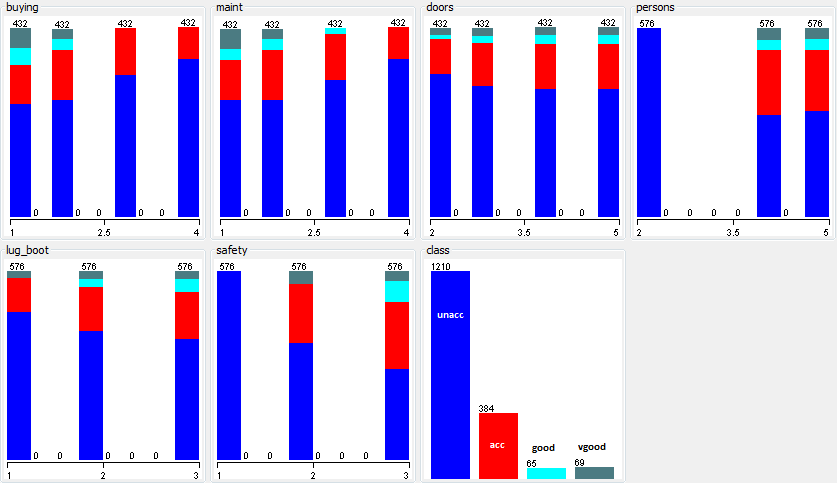 buying
maint
doors
persons
432 432 432 432
432 432 432 432
432 432 432 432
576 576 576
0 0 0 0 0
0 0 0 0 0
0 0 0 0 0
0 0 0 0 0
1 2.5 4
1 2.5 4
2 3.5 5
2 3.5 5
lug_boot
safety
class
576 576 576
576 576 576
1210
unacc
384
acc
good
65
vgood
69
0 0 0 0
0 0 0 0
1 2 3
1 2 3